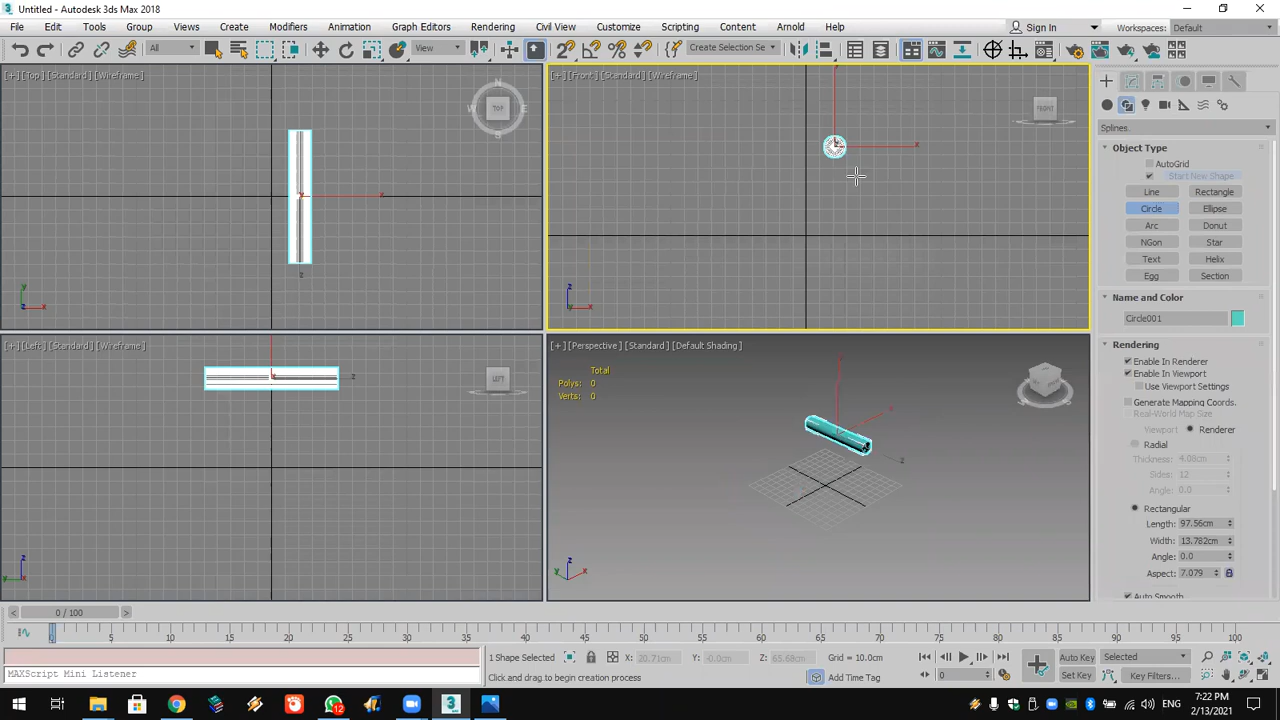 Untitled - Autodesk 3ds Max 2018
File Edit Tools Group Views Create Modifiers Animation Graph Editors Rendering Civil View Customize Scripting Content Arnold Help
Sign In Workspaces: Default
All View Create Selection Se
[+] [Top] [Standard] [Wireframe]
[+] [Front] [Standard] [Wireframe]
N
W TOP E
S
FRONT
x
y
z
y
z x
x
z
x
[+] [Left] [Standard] [Wireframe]
[+] [Perspective] [Standard] [Default Shading]
LEFT
Total
Polys: 0
Verts: 0
z
z
y
x
z
z
y x
Splines
Object Type
AutoGrid
Start New Shape
Line Rectangle
Circle Ellipse
Arc Donut
NGon Star
Text Helix
Egg Section
Name and Color
Circle001
Rendering
Enable In Renderer
Enable In Viewport
Use Viewport Settings
Generate Mapping Coords.
Real-World Map Size
Viewport Renderer
Radial
Thickness: 4.08cm
Sides: 12
Angle: 0.0
Rectangular
Length: 97.56cm
Width: 13.782cm
Angle: 0.0
Aspect: 7.079
Auto Smooth
< 0 / 100 >
0 5 10 15 20 25 30 35 40 45 50 55 60 65 70 75 80 85 90 95 100
1 Shape Selected X: 20.71cm Y: -0.0cm Z: 65.68cm Grid = 10.0cm
Auto Key Selected
MAXScript Mini Listener
Click and drag to begin creation process Add Time Tag 0 Set Key Key Filters...
12
3
MAX
ENG
7:22 PM
2/13/2021